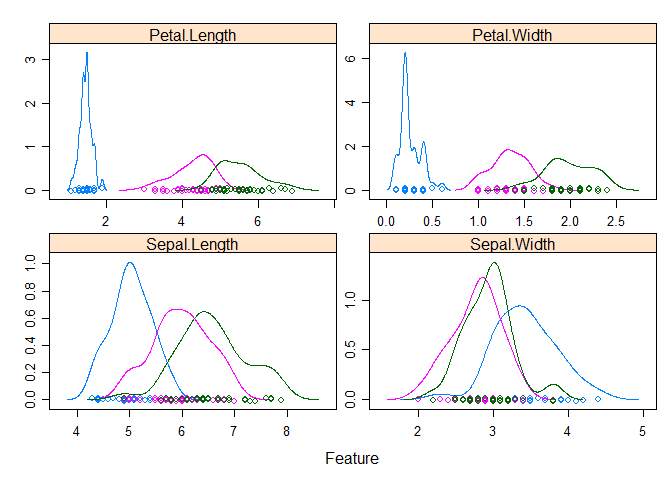 Petal.Length
Petal.Width
0 1 2 3
2 4 6
0 2 4 6
0.0 0.5 1.0 1.5 2.0 2.5
Sepal.Length
Sepal.Width
0.0 0.2 0.4 0.6 0.8 1.0
4 5 6 7 8
0.0 0.5 1.0
2 3 4 5
Feature